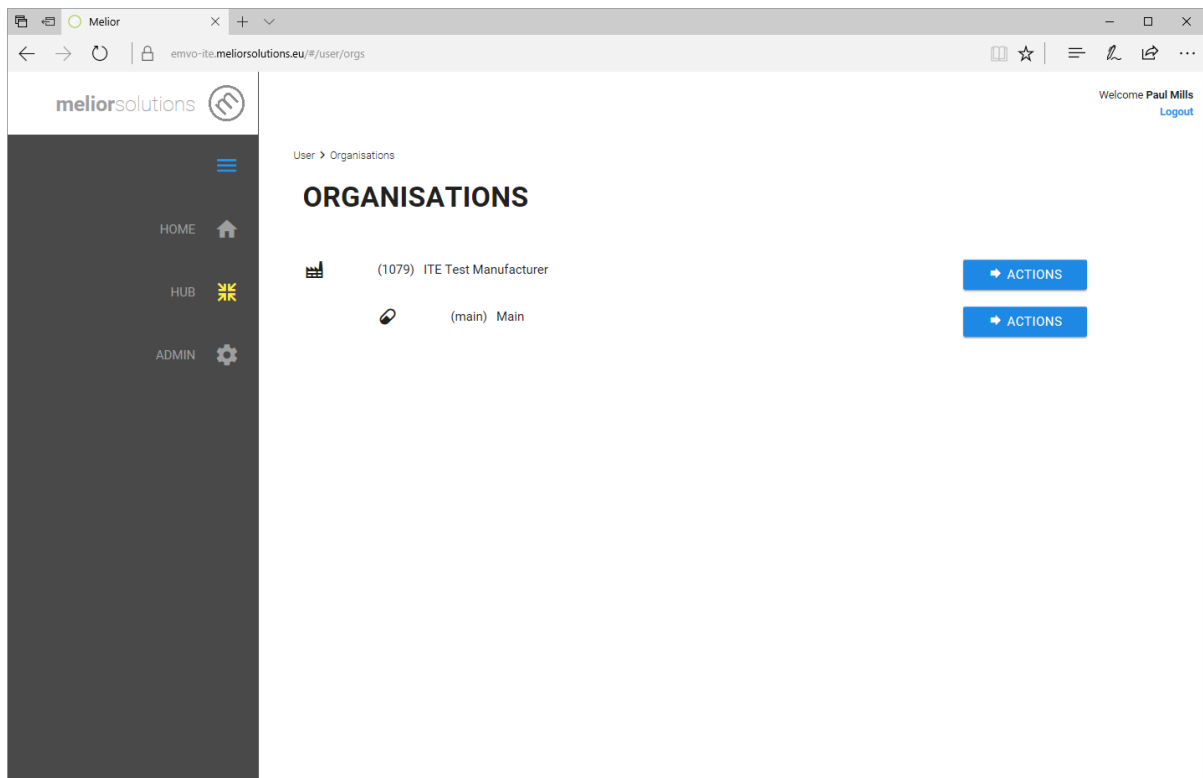 Melior
emvo-ite.meliorsolutions.eu/#/user/orgs
meliorsolutions m
Welcome Paul Mills
Logout
User > Organisations
ORGANISATIONS
HOME
HUB
ADMIN
(1079) ITE Test Manufacturer ACTIONS
(main) Main ACTIONS